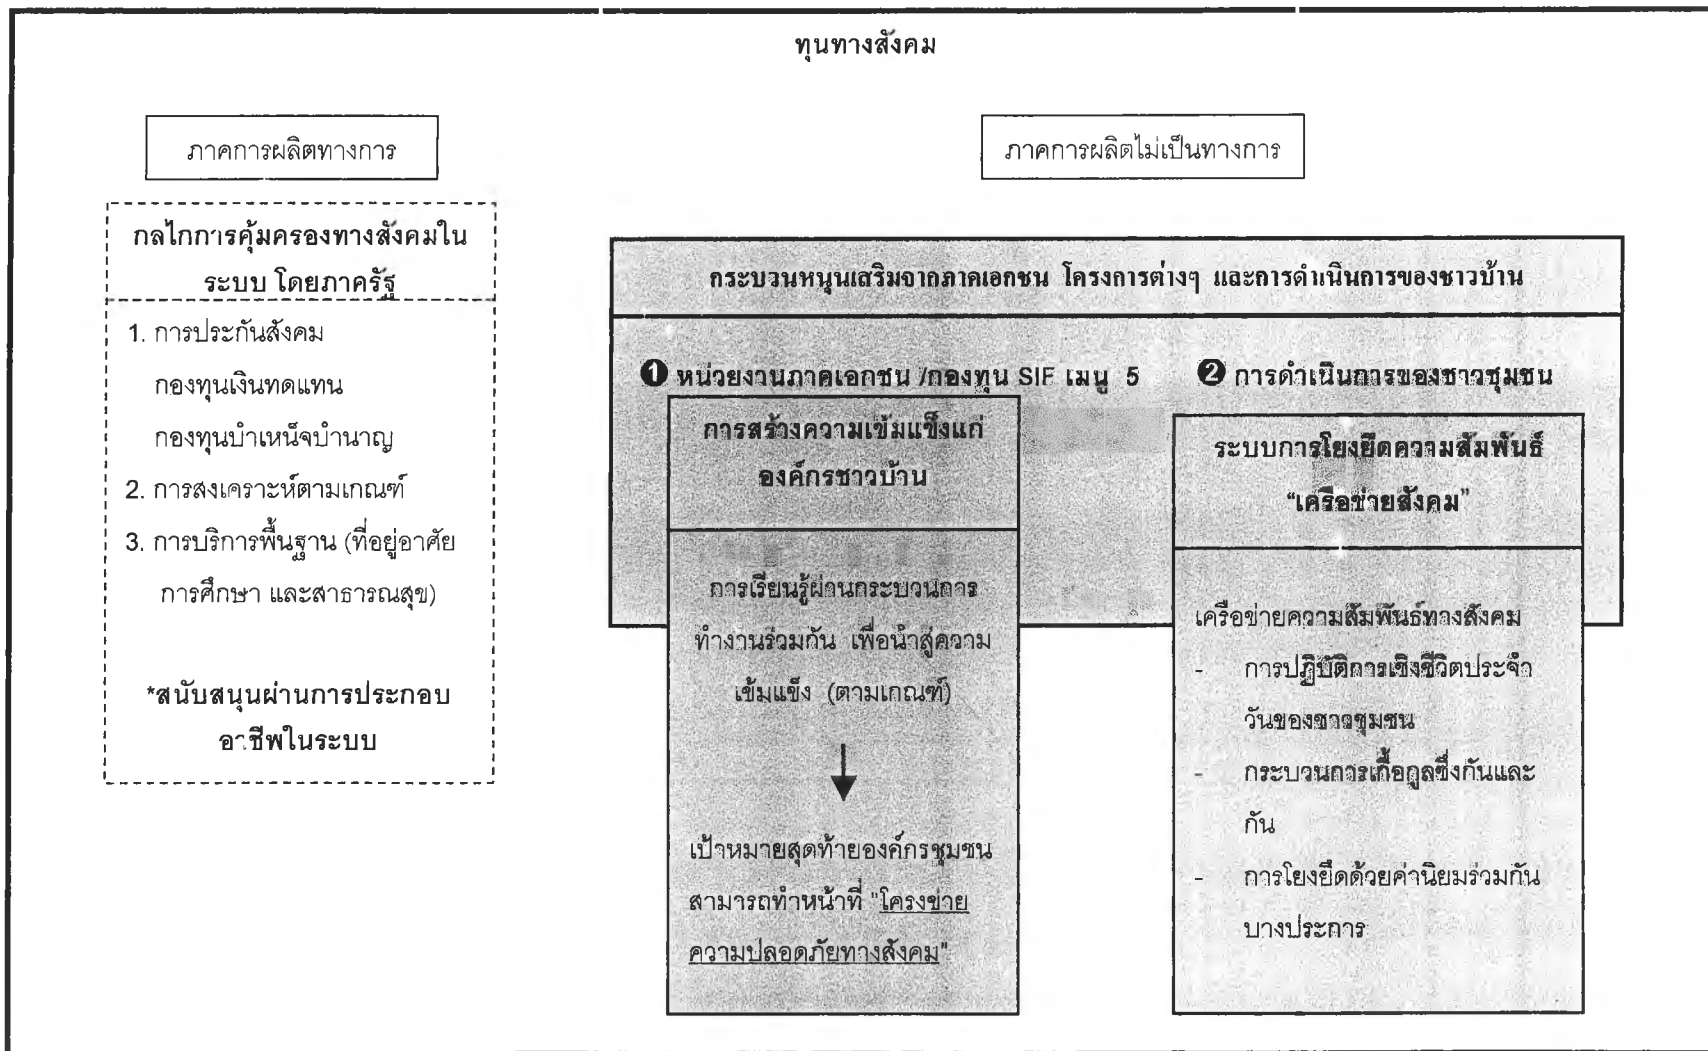 ทุนทางสังคม
ภาคการผลิตทางการ
ภาคการผลิตไม่เป็นทางการ
กลไกการคุ้มครองทางสังคมใน
ระบบ โดยภาครัฐ
1. การประกันสังคม
กองทุนเงินทดแทน
กองทุนบำเหน็จบำนาญ
2. การสงเคราะห์ตามเกณฑ์
3. การบริการพื้นฐาน (ที่อยู่อาศัย
การศึกษา และสาธารณสุข)
*สนับสนุนผ่านการประกอบ
อาชีพในระบบ
กระบวนหนุนเสริมจากภาคเอกชน โครงการต่างๆ และการดำเนินการของชาวบ้าน
❶ หน่วยงานภาคเอกชน /กองทุน SIF เมนู 5
การสร้างความเข้มแข็งแก่
องค์กรชาวบ้าน
การเรียนรู้ผ่านกระบวนการ
ทำงานร่วมกัน เพื่อนำสู่ความ
เข้มแข็ง (ตามเกณฑ์)
เป้าหมายสุดท้ายองค์กรชุมชน
สามารถทำหน้าที่ "โครงข่าย
ความปลอดภัยทางสังคม"
❷ การดำเนินการของชาวชุมชน
ระบบการโยงยึดความสัมพันธ์
“เครือข่ายสังคม”
เครือข่ายความสัมพันธ์ทางสังคม
- การปฏิบัติการเชิงชีวิตประจำ
วันของชาวชุมชน
- กระบวนการเกื้อกูลซึ่งกันและ
กัน
- การโยงยึดด้วยค่านิยมร่วมกัน
บางประการ